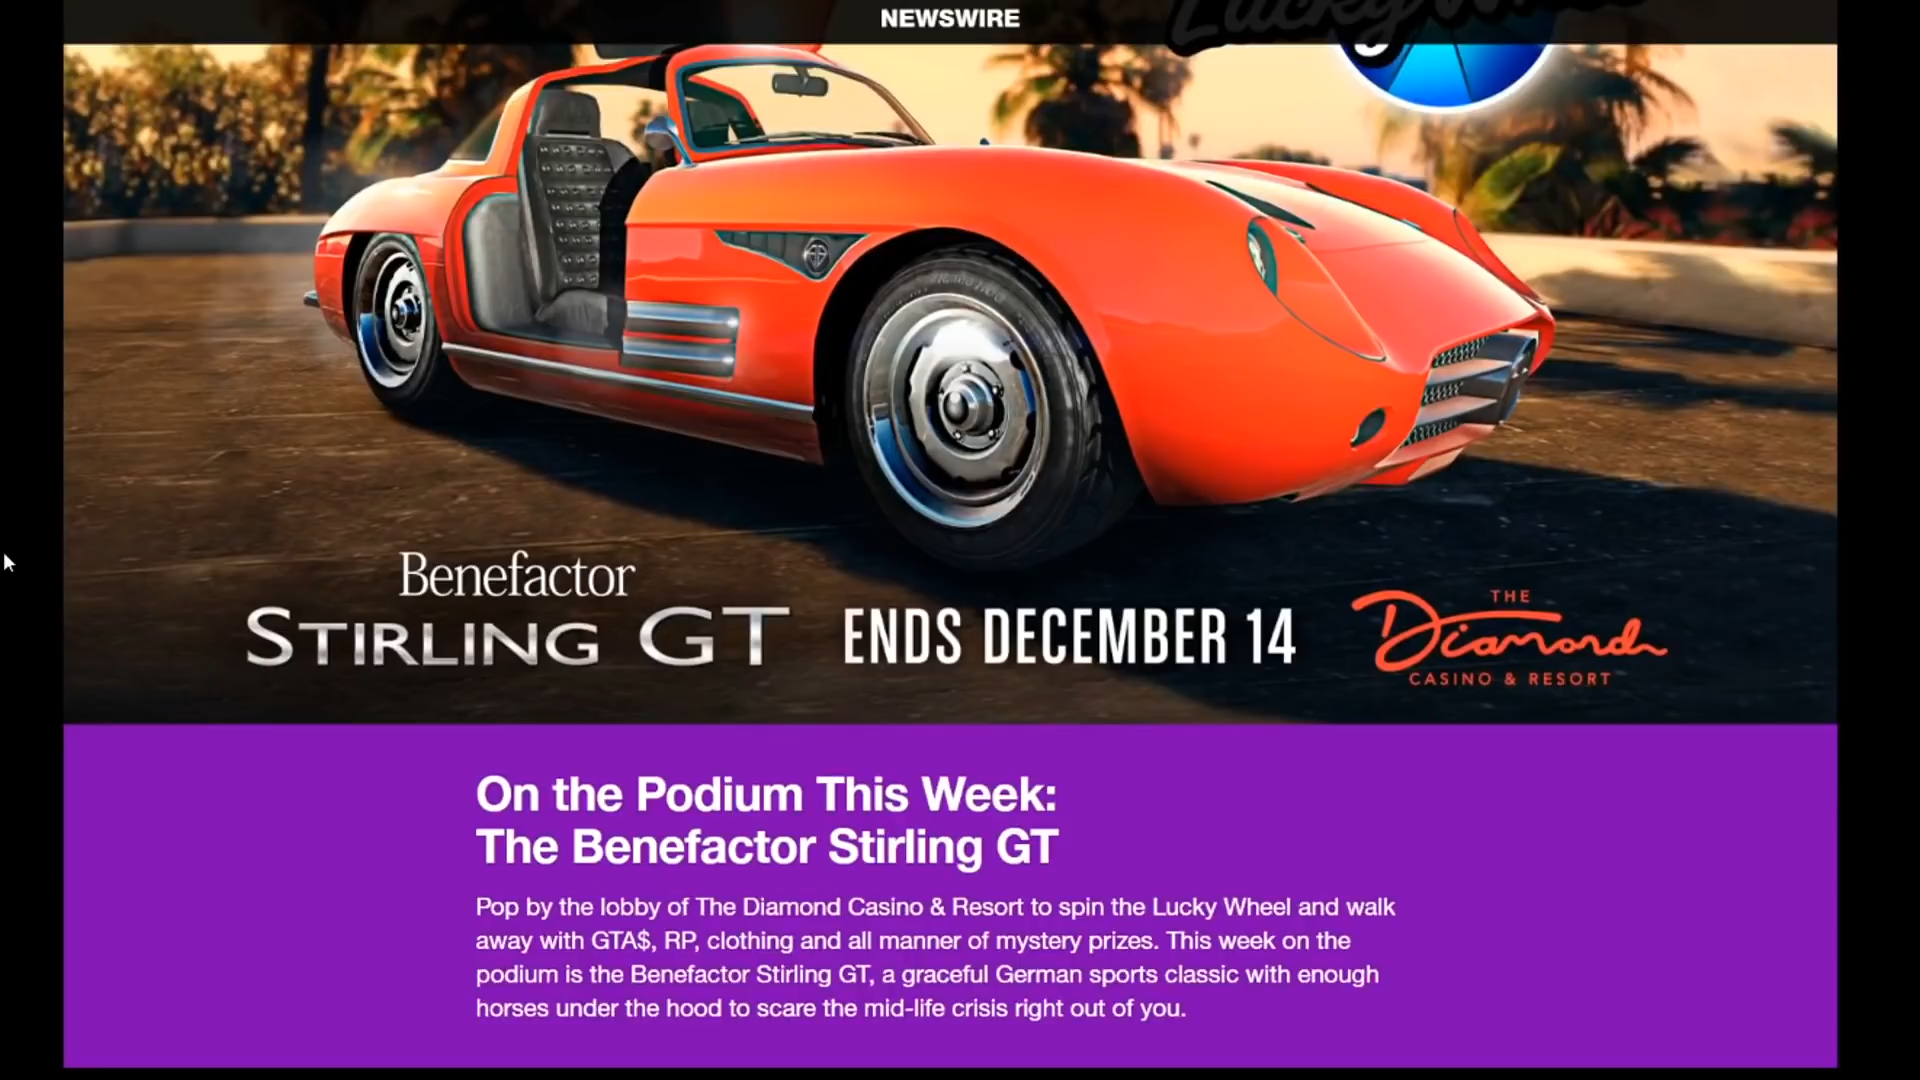 NEWSWIRE
Lucky Wheel
Benefactor
STIRLING GT
ENDS DECEMBER 14
THE
Diamond
CASINO & RESORT
On the Podium This Week:
The Benefactor Stirling GT
Pop by the lobby of The Diamond Casino & Resort to spin the Lucky Wheel and walk
away with GTA$, RP, clothing and all manner of mystery prizes. This week on the
podium is the Benefactor Stirling GT, a graceful German sports classic with enough
horses under the hood to scare the mid-life crisis right out of you.